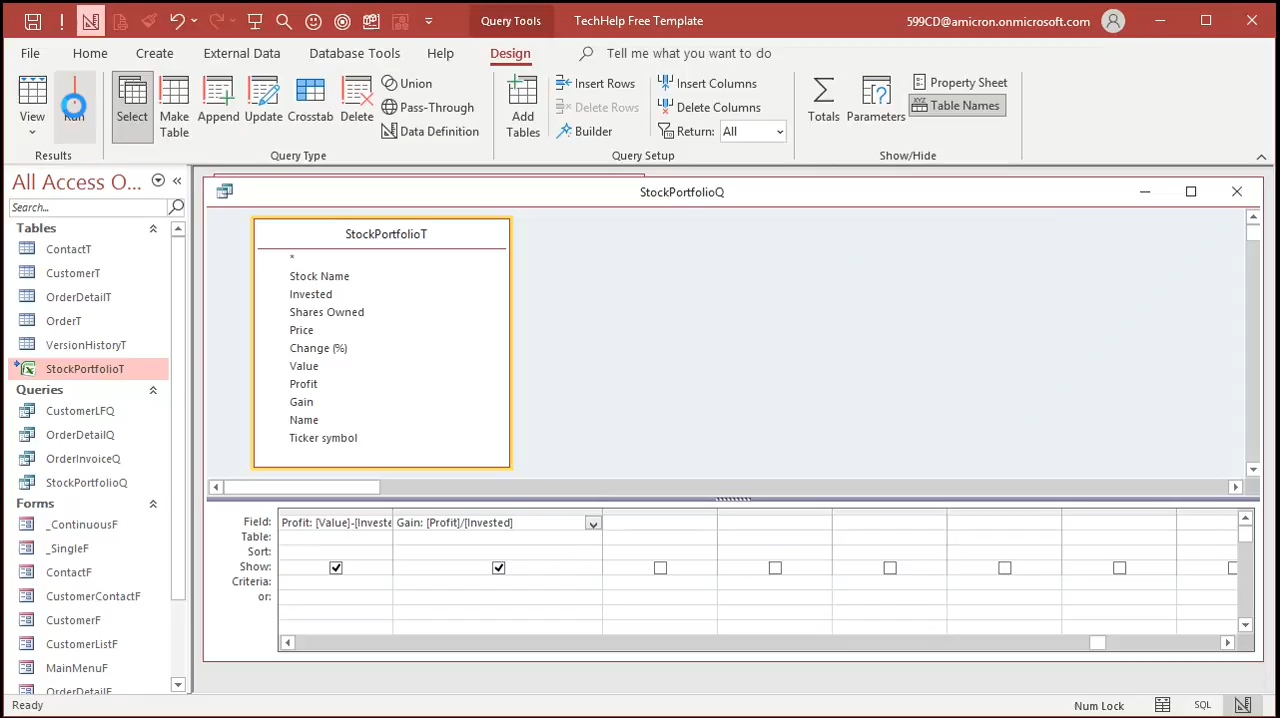 Query Tools
TechHelp Free Template
599CD@amicron.onmicrosoft.com
File
Home
Create
External Data
Database Tools
Help
Design
Tell me what you want to do
View
Run
Select
Make
Table
Append
Update
Crosstab
Delete
Union
Pass-Through
Data Definition
Add
Tables
Insert Rows
Delete Rows
Builder
Insert Columns
Delete Columns
Return: All
Totals
Parameters
Property Sheet
Table Names
Results
Query Type
Query Setup
Show/Hide
All Access O...
Search...
Tables
ContactT
CustomerT
OrderDetailT
OrderT
VersionHistoryT
StockPortfolioT
Queries
CustomerLFQ
OrderDetailQ
OrderInvoiceQ
StockPortfolioQ
Forms
_ContinuousF
_SingleF
ContactF
CustomerContactF
CustomerF
CustomerListF
MainMenuF
OrderDetailF
StockPortfolioQ
StockPortfolioT
*
Stock Name
Invested
Shares Owned
Price
Change (%)
Value
Profit
Gain
Name
Ticker symbol
Field: Profit: [Value]-[Investe Gain: [Profit]/[Invested]
Table:
Sort:
Show:
Criteria:
or:
Ready
Num Lock
SQL